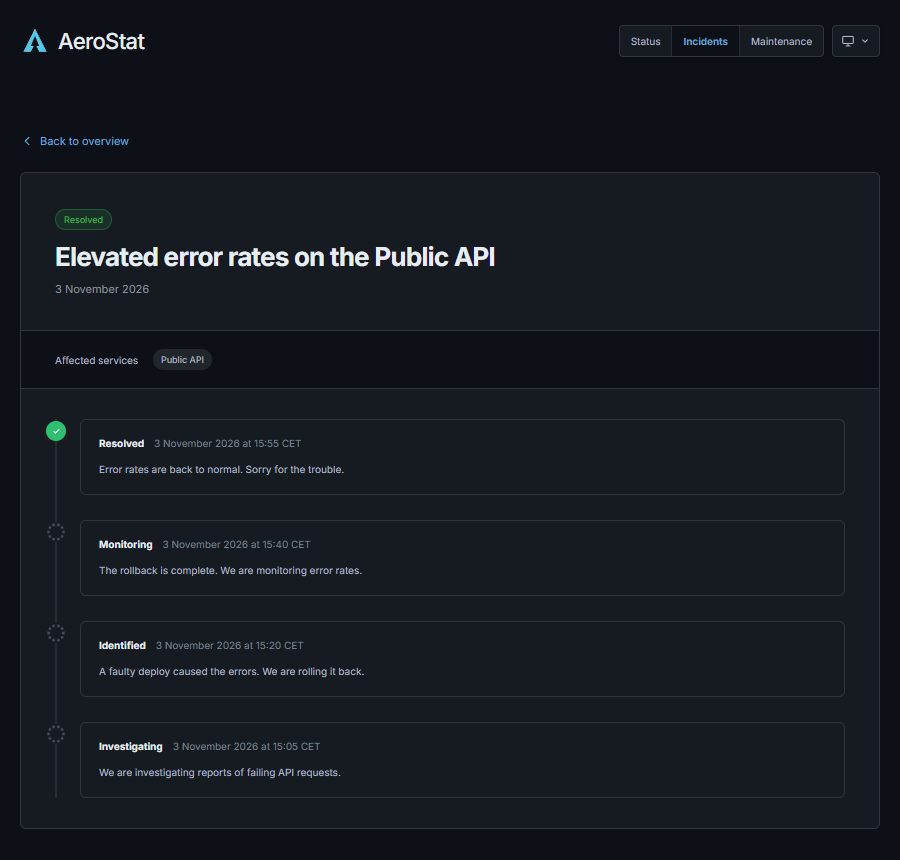 AeroStat
Status
Incidents
Maintenance
Back to overview
Resolved
Elevated error rates on the Public API
3 November 2026
Affected services
Public API
Resolved 3 November 2026 at 15:55 CET
Error rates are back to normal. Sorry for the trouble.
Monitoring 3 November 2026 at 15:40 CET
The rollback is complete. We are monitoring error rates.
Identified 3 November 2026 at 15:20 CET
A faulty deploy caused the errors. We are rolling it back.
Investigating 3 November 2026 at 15:05 CET
We are investigating reports of failing API requests.